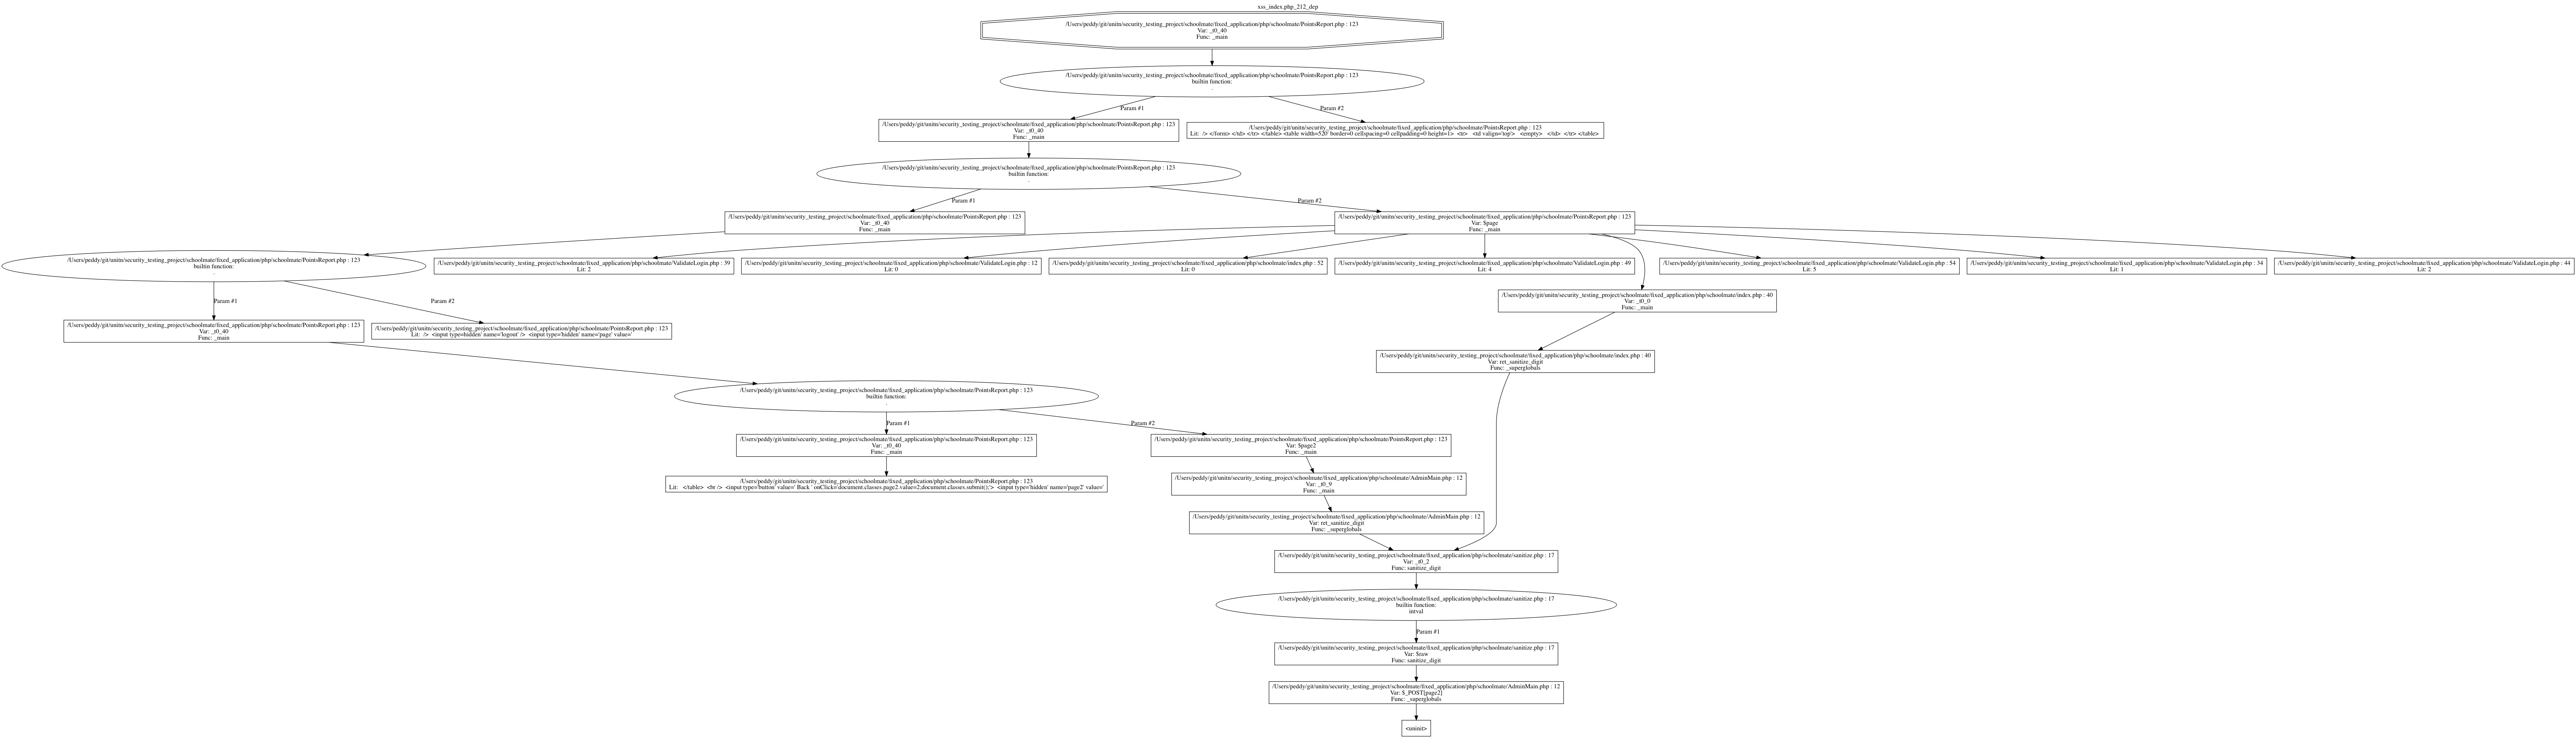 xss_index.php_212_dep
/Users/peddy/git/unitn/security_testing_project/schoolmate/fixed_application/php/schoolmate/PointsReport.php : 123
Var: _t0_40
Func: _main
/Users/peddy/git/unitn/security_testing_project/schoolmate/fixed_application/php/schoolmate/PointsReport.php : 123
builtin function:
.
Param #1
Param #2
/Users/peddy/git/unitn/security_testing_project/schoolmate/fixed_application/php/schoolmate/PointsReport.php : 123
Var: _t0_40
Func: _main
/Users/peddy/git/unitn/security_testing_project/schoolmate/fixed_application/php/schoolmate/PointsReport.php : 123
Lit: /> </form> </td> </tr> </table> <table width=520' border=0 cellspacing=0 cellpadding=0 height=1> <tr> <td valign='top'> <empty> </td> </tr> </table>
/Users/peddy/git/unitn/security_testing_project/schoolmate/fixed_application/php/schoolmate/PointsReport.php : 123
builtin function:
.
Param #1
Param #2
/Users/peddy/git/unitn/security_testing_project/schoolmate/fixed_application/php/schoolmate/PointsReport.php : 123
Var: _t0_40
Func: _main
/Users/peddy/git/unitn/security_testing_project/schoolmate/fixed_application/php/schoolmate/PointsReport.php : 123
Var: $page
Func: _main
/Users/peddy/git/unitn/security_testing_project/schoolmate/fixed_application/php/schoolmate/PointsReport.php : 123
builtin function:
.
/Users/peddy/git/unitn/security_testing_project/schoolmate/fixed_application/php/schoolmate/ValidateLogin.php : 39
Lit: 2
/Users/peddy/git/unitn/security_testing_project/schoolmate/fixed_application/php/schoolmate/ValidateLogin.php : 12
Lit: 0
/Users/peddy/git/unitn/security_testing_project/schoolmate/fixed_application/php/schoolmate/index.php : 52
Lit: 0
/Users/peddy/git/unitn/security_testing_project/schoolmate/fixed_application/php/schoolmate/ValidateLogin.php : 49
Lit: 4
/Users/peddy/git/unitn/security_testing_project/schoolmate/fixed_application/php/schoolmate/ValidateLogin.php : 54
Lit: 5
/Users/peddy/git/unitn/security_testing_project/schoolmate/fixed_application/php/schoolmate/ValidateLogin.php : 34
Lit: 1
/Users/peddy/git/unitn/security_testing_project/schoolmate/fixed_application/php/schoolmate/ValidateLogin.php : 44
Lit: 2
Param #1
Param #2
/Users/peddy/git/unitn/security_testing_project/schoolmate/fixed_application/php/schoolmate/index.php : 40
Var: _t0_0
Func: _main
/Users/peddy/git/unitn/security_testing_project/schoolmate/fixed_application/php/schoolmate/PointsReport.php : 123
Var: _t0_40
Func: _main
/Users/peddy/git/unitn/security_testing_project/schoolmate/fixed_application/php/schoolmate/PointsReport.php : 123
Lit: /> <input type=hidden' name='logout' /> <input type='hidden' name='page' value='
/Users/peddy/git/unitn/security_testing_project/schoolmate/fixed_application/php/schoolmate/index.php : 40
Var: ret_sanitize_digit
Func: _superglobals
/Users/peddy/git/unitn/security_testing_project/schoolmate/fixed_application/php/schoolmate/PointsReport.php : 123
builtin function:
.
Param #1
Param #2
/Users/peddy/git/unitn/security_testing_project/schoolmate/fixed_application/php/schoolmate/PointsReport.php : 123
Var: _t0_40
Func: _main
/Users/peddy/git/unitn/security_testing_project/schoolmate/fixed_application/php/schoolmate/PointsReport.php : 123
Var: $page2
Func: _main
/Users/peddy/git/unitn/security_testing_project/schoolmate/fixed_application/php/schoolmate/PointsReport.php : 123
Lit: </table> <br /> <input type='button' value=' Back ' onClick='document.classes.page2.value=2;document.classes.submit();'> <input type='hidden' name='page2' value='
/Users/peddy/git/unitn/security_testing_project/schoolmate/fixed_application/php/schoolmate/AdminMain.php : 12
Var: _t0_9
Func: _main
/Users/peddy/git/unitn/security_testing_project/schoolmate/fixed_application/php/schoolmate/AdminMain.php : 12
Var: ret_sanitize_digit
Func: _superglobals
/Users/peddy/git/unitn/security_testing_project/schoolmate/fixed_application/php/schoolmate/sanitize.php : 17
Var: _t0_2
Func: sanitize_digit
/Users/peddy/git/unitn/security_testing_project/schoolmate/fixed_application/php/schoolmate/sanitize.php : 17
builtin function:
intval
Param #1
/Users/peddy/git/unitn/security_testing_project/schoolmate/fixed_application/php/schoolmate/sanitize.php : 17
Var: $raw
Func: sanitize_digit
/Users/peddy/git/unitn/security_testing_project/schoolmate/fixed_application/php/schoolmate/AdminMain.php : 12
Var: $_POST[page2]
Func: _superglobals
<uninit>